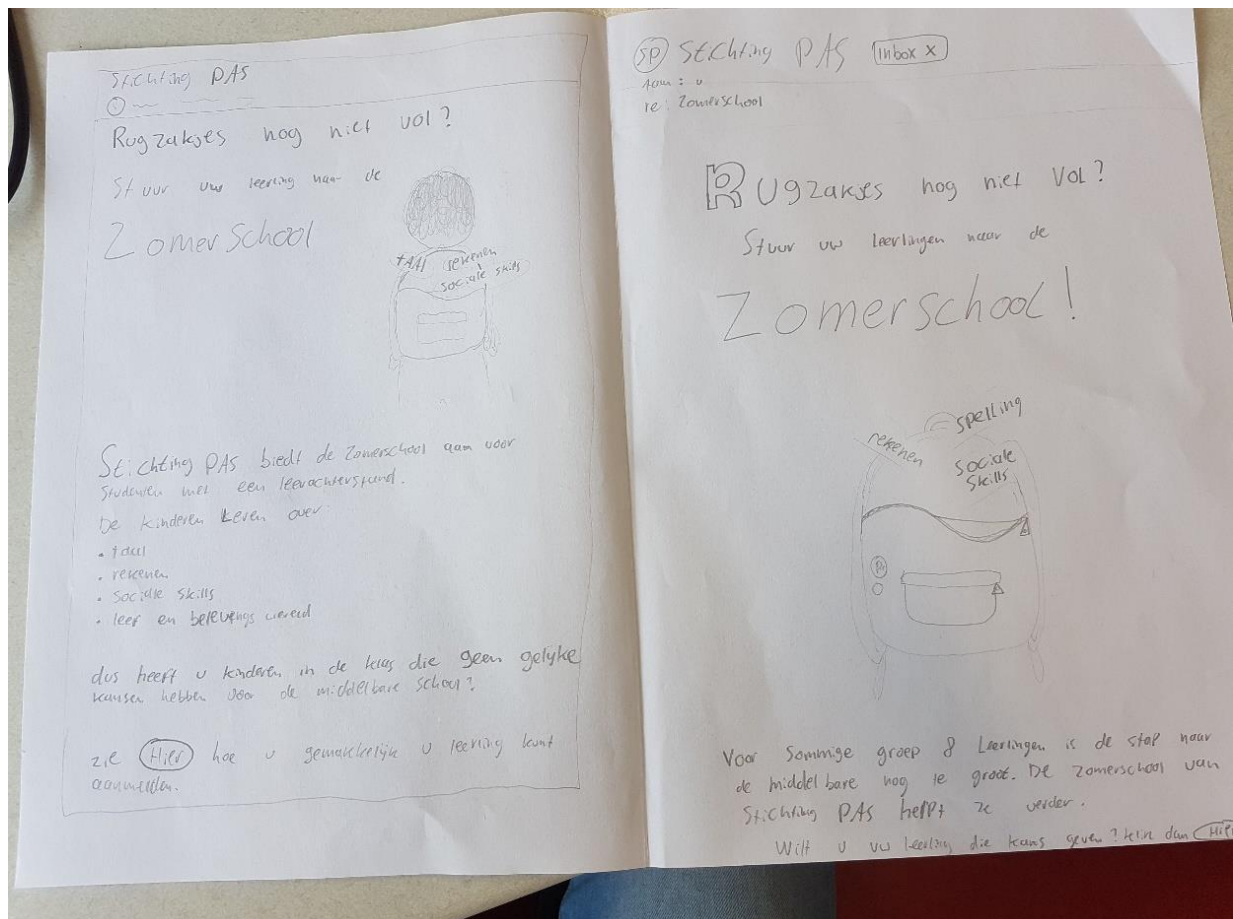 Stichting PAS
Rugzakjes nog niet vol?
Stuur uw leerling naar de
Zomerschool
tAAl rekenen
sociale skills
Stichting PAS biedt de zomerschool aan voor
studenten met een leerachterstand.
De kinderen leren over:
• taal
• rekenen
• sociale skills
• leef en belevings wereld
dus heeft u kinderen in de klas die geen gelijke
kansen hebben voor de middelbare school?
zie Hier hoe u gemakkelijk u leerling kunt
aanmelden.
SP Stichting PAS Inbox x
Aan: u
re: zomerschool
Rugzakjes nog niet vol?
Stuur uw leerlingen naar de
Zomerschool!
spelling
rekenen
sociale
skills
Voor sommige groep 8 leerlingen is de stap naar
de middelbare nog te groot. De zomerschool van
Stichting PAS helpt ze verder.
Wilt u uw leerling die kans geven? klik dan Hier